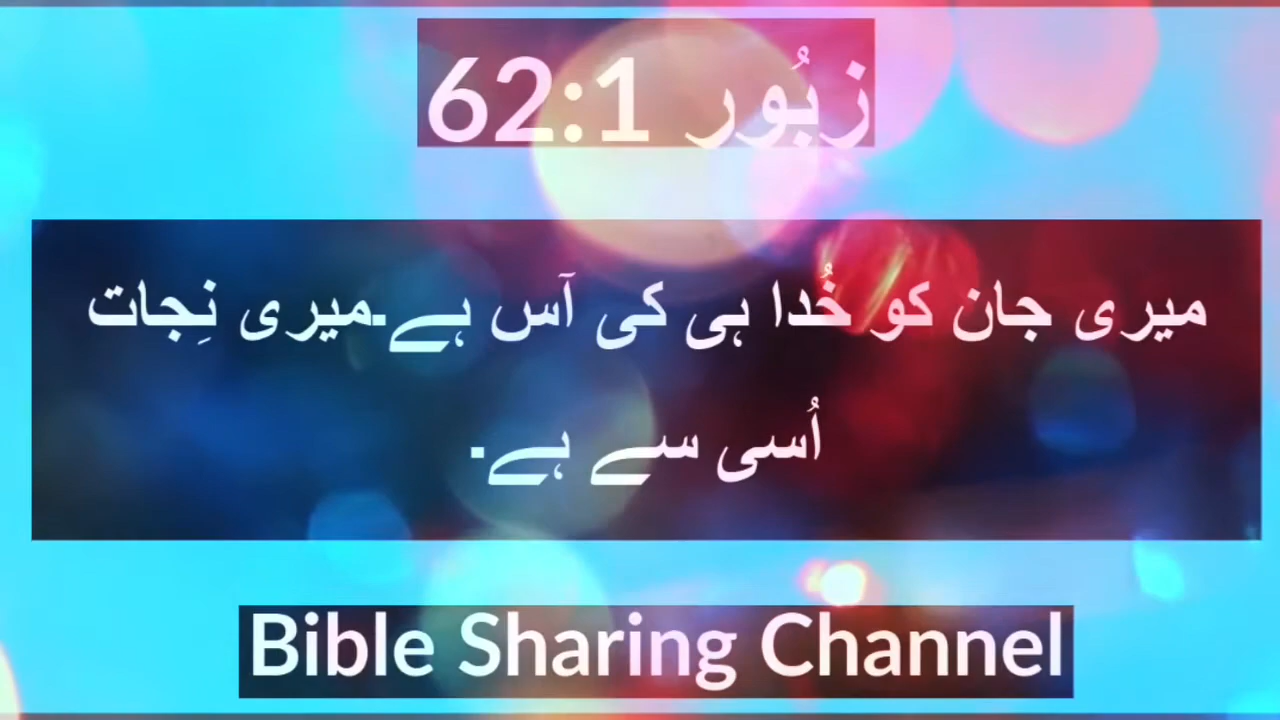 زبُور 62:1
میری جان کو خُدا ہی کی آس ہے۔میری نِجات
اُسی سے ہے۔
Bible Sharing Channel